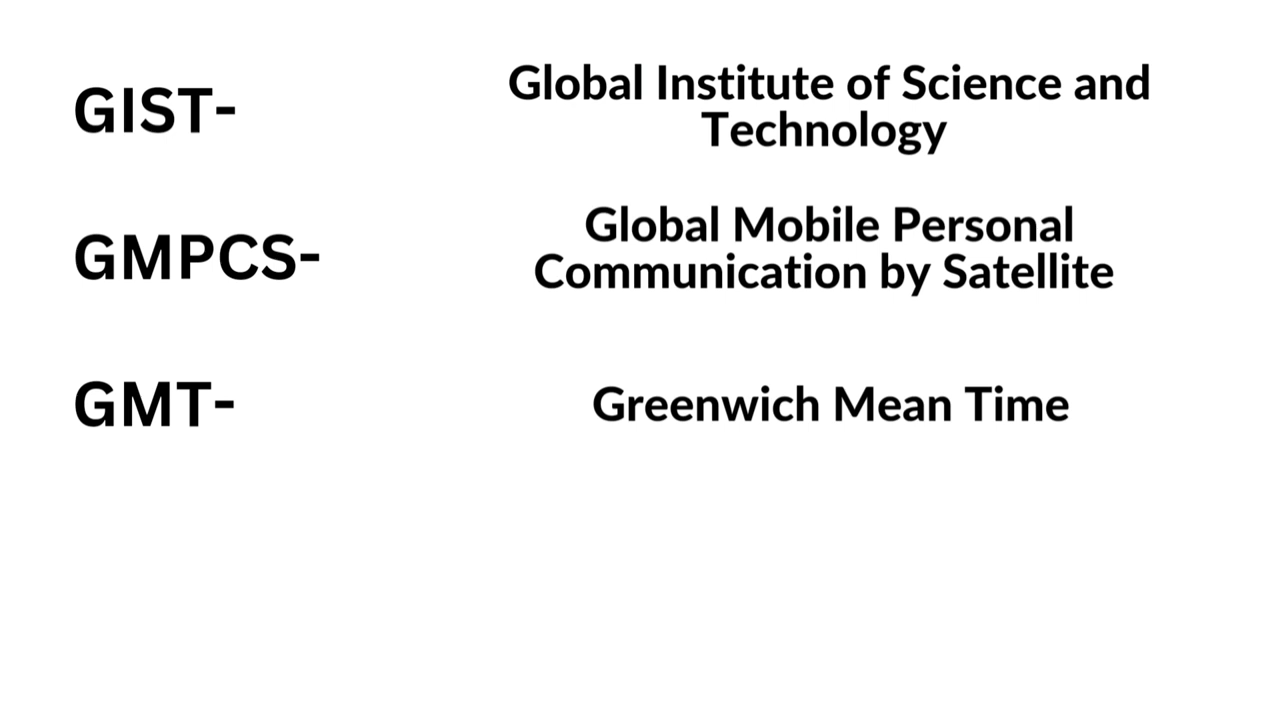 GIST-
Global Institute of Science and
Technology
GMPCS-
Global Mobile Personal
Communication by Satellite
GMT-
Greenwich Mean Time